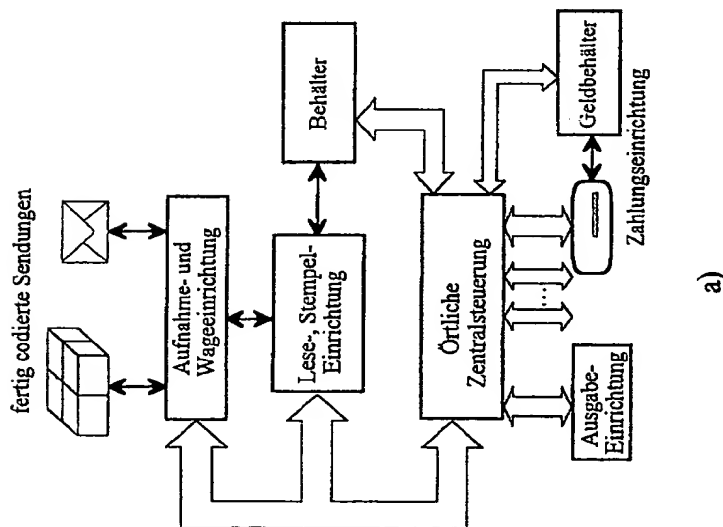 fertig codierte Sendungen
Aufnahme- und
Wageeinrichtung
Lese-, Stempel-
Einrichtung
Behälter
Örtliche
Zentralsteuerung
Ausgabe-
Einrichtung
Geldbehälter
Zahlungseinrichtung
a)